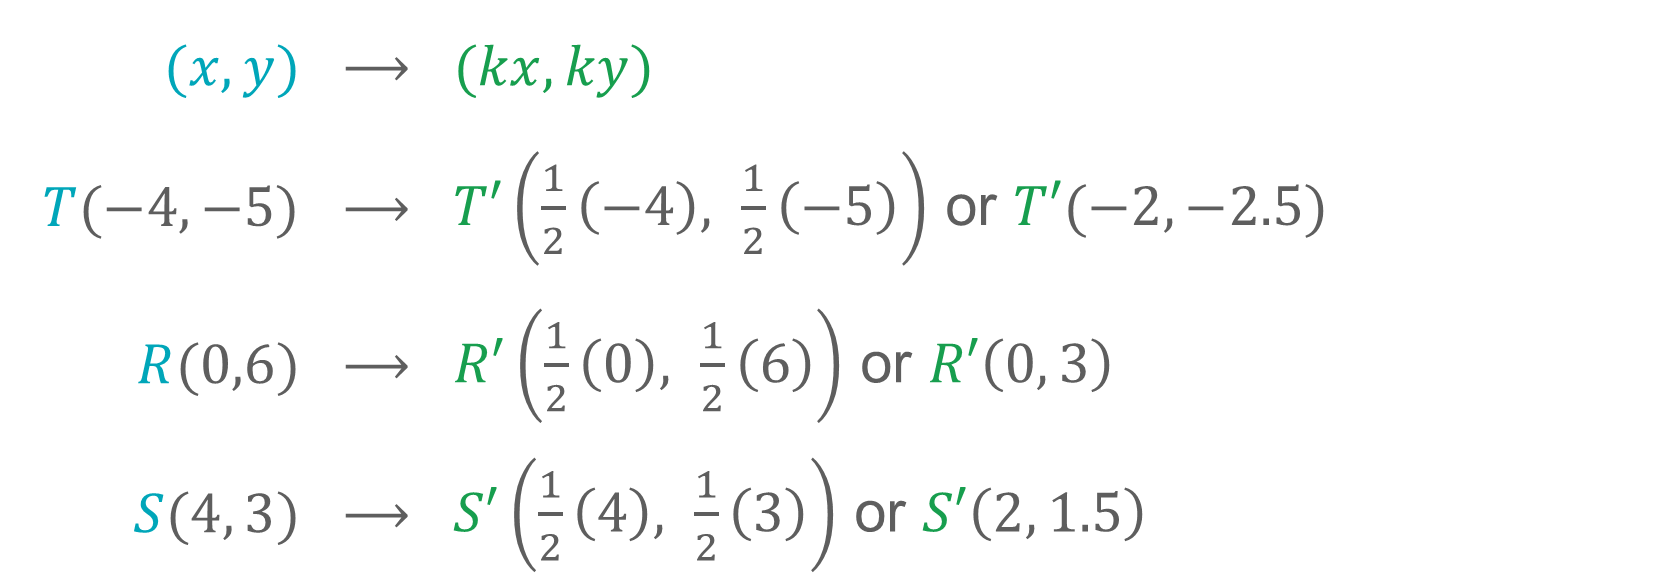 (x, y) ⟶ (kx, ky)
T(−4, −5) ⟶ T′(1/2(−4), 1/2(−5)) or T′(−2, −2.5)
R(0,6) ⟶ R′(1/2(0), 1/2(6)) or R′(0, 3)
S(4, 3) ⟶ S′(1/2(4), 1/2(3)) or S′(2, 1.5)